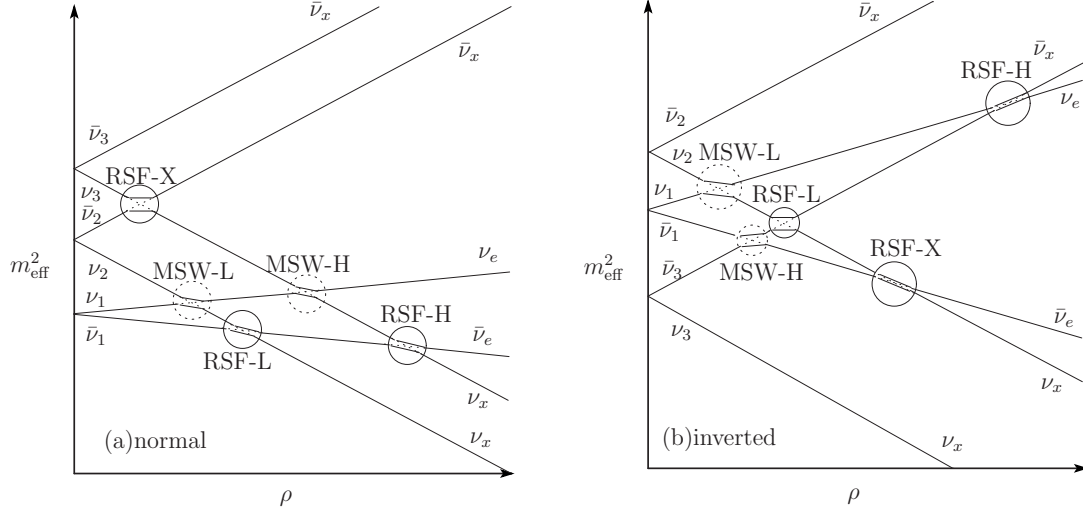 ν̄ₓ
ν̄ₓ
ν̄₃
RSF-X
ν₃
ν̄₂
m²eff
ν₂
MSW-L
MSW-H
νₑ
ν₁
ν̄₁
RSF-H
ν̄ₑ
RSF-L
νₓ
νₓ
(a)normal
ρ
ν̄ₓ
ν̄ₓ
RSF-H
νₑ
ν̄₂
ν₂
MSW-L
ν₁
RSF-L
ν̄₁
RSF-X
m²eff
ν̄₃
MSW-H
ν̄ₑ
ν₃
νₓ
(b)inverted
νₓ
ρ